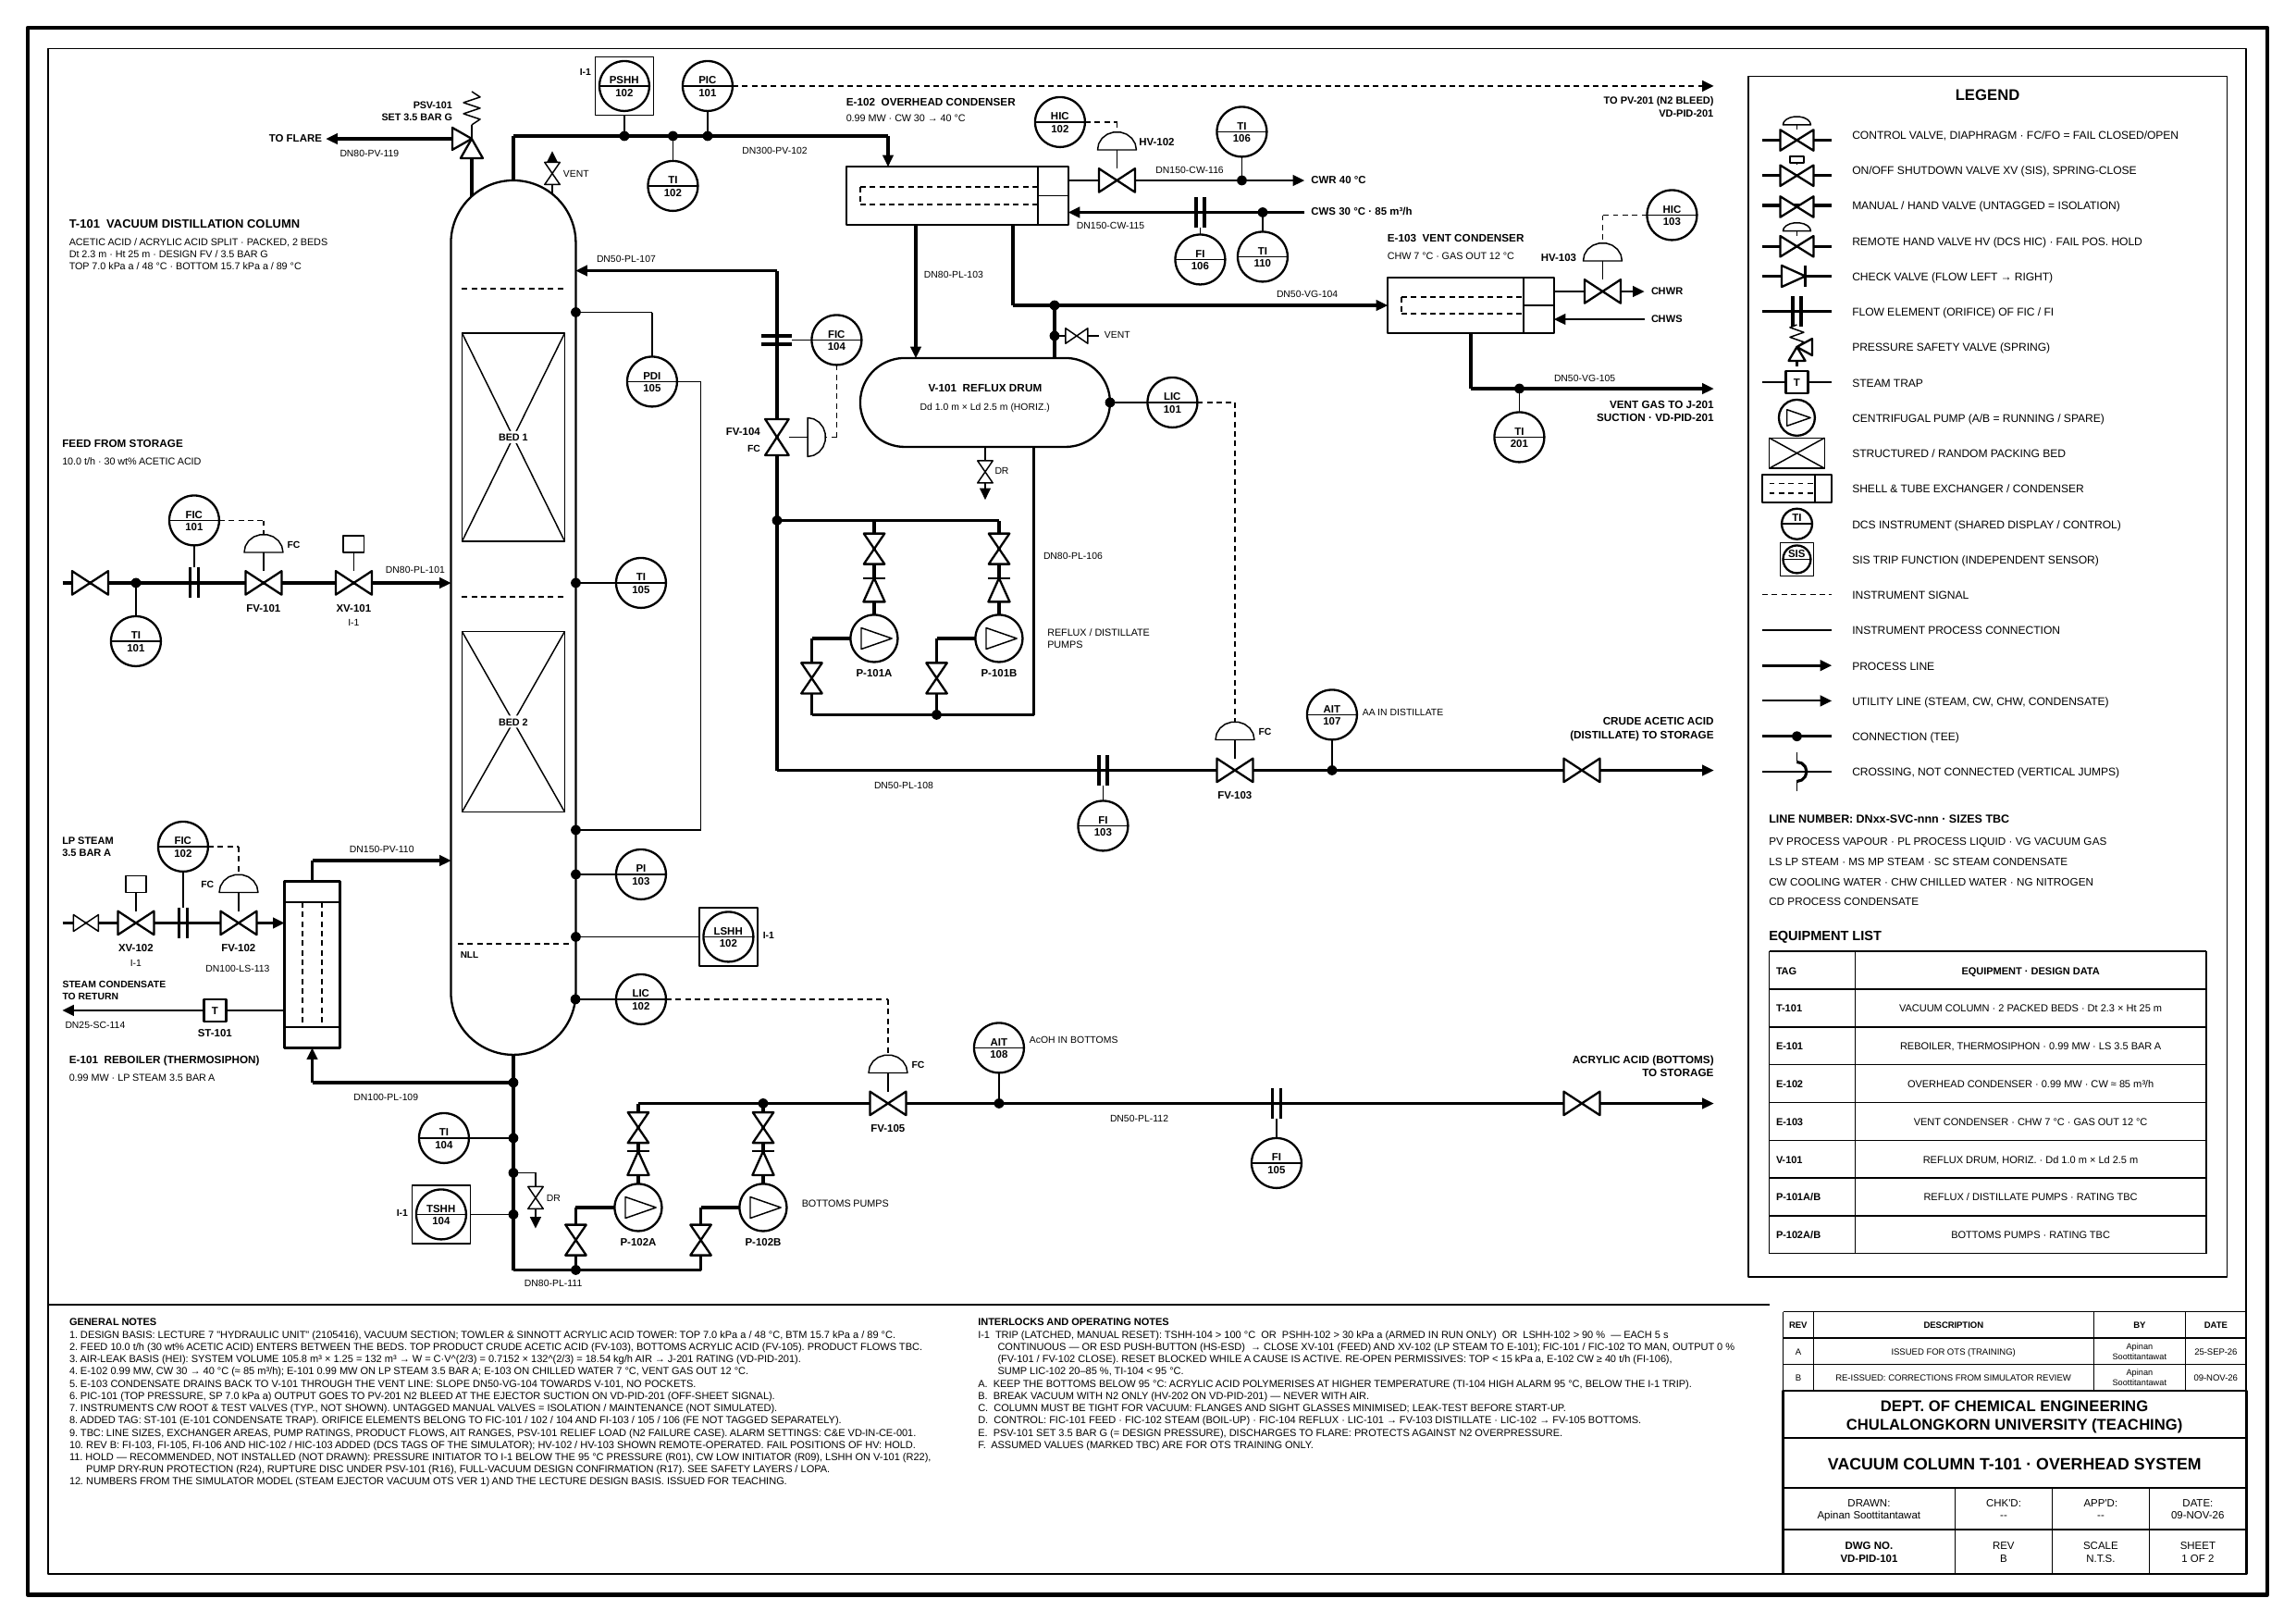 I-1
PSHH
102
PIC
101
TO PV-201 (N2 BLEED)
VD-PID-201
PSV-101
SET 3.5 BAR G
TO FLARE
DN80-PV-119
VENT
TI
102
DN300-PV-102
E-102 OVERHEAD CONDENSER
0.99 MW · CW 30 → 40 °C
HIC
102
HV-102
TI
106
DN150-CW-116
CWR 40 °C
CWS 30 °C · 85 m³/h
DN150-CW-115
FI
106
TI
110
HIC
103
E-103 VENT CONDENSER
CHW 7 °C · GAS OUT 12 °C
HV-103
CHWR
CHWS
DN50-VG-104
DN50-VG-105
VENT GAS TO J-201
SUCTION · VD-PID-201
TI
201
T-101 VACUUM DISTILLATION COLUMN
ACETIC ACID / ACRYLIC ACID SPLIT · PACKED, 2 BEDS
Dt 2.3 m · Ht 25 m · DESIGN FV / 3.5 BAR G
TOP 7.0 kPa a / 48 °C · BOTTOM 15.7 kPa a / 89 °C
DN50-PL-107
DN80-PL-103
VENT
FIC
104
PDI
105
V-101 REFLUX DRUM
Dd 1.0 m × Ld 2.5 m (HORIZ.)
LIC
101
FV-104
FC
DR
BED 1
FEED FROM STORAGE
10.0 t/h · 30 wt% ACETIC ACID
FIC
101
FC
DN80-PL-101
FV-101
XV-101
I-1
TI
101
TI
105
DN80-PL-106
REFLUX / DISTILLATE
PUMPS
P-101A
P-101B
BED 2
AIT
107
AA IN DISTILLATE
FC
CRUDE ACETIC ACID
(DISTILLATE) TO STORAGE
DN50-PL-108
FV-103
FI
103
LP STEAM
3.5 BAR A
FIC
102
FC
DN150-PV-110
PI
103
XV-102
I-1
FV-102
DN100-LS-113
LSHH
102
I-1
NLL
STEAM CONDENSATE
TO RETURN
T
DN25-SC-114
ST-101
LIC
102
E-101 REBOILER (THERMOSIPHON)
0.99 MW · LP STEAM 3.5 BAR A
DN100-PL-109
AIT
108
AcOH IN BOTTOMS
FC
FV-105
DN50-PL-112
ACRYLIC ACID (BOTTOMS)
TO STORAGE
FI
105
TI
104
I-1
TSHH
104
DR
P-102A
P-102B
BOTTOMS PUMPS
DN80-PL-111
LEGEND
CONTROL VALVE, DIAPHRAGM · FC/FO = FAIL CLOSED/OPEN
ON/OFF SHUTDOWN VALVE XV (SIS), SPRING-CLOSE
MANUAL / HAND VALVE (UNTAGGED = ISOLATION)
REMOTE HAND VALVE HV (DCS HIC) · FAIL POS. HOLD
CHECK VALVE (FLOW LEFT → RIGHT)
FLOW ELEMENT (ORIFICE) OF FIC / FI
PRESSURE SAFETY VALVE (SPRING)
T
STEAM TRAP
CENTRIFUGAL PUMP (A/B = RUNNING / SPARE)
STRUCTURED / RANDOM PACKING BED
SHELL & TUBE EXCHANGER / CONDENSER
TI
DCS INSTRUMENT (SHARED DISPLAY / CONTROL)
SIS
SIS TRIP FUNCTION (INDEPENDENT SENSOR)
INSTRUMENT SIGNAL
INSTRUMENT PROCESS CONNECTION
PROCESS LINE
UTILITY LINE (STEAM, CW, CHW, CONDENSATE)
CONNECTION (TEE)
CROSSING, NOT CONNECTED (VERTICAL JUMPS)
LINE NUMBER: DNxx-SVC-nnn · SIZES TBC
PV PROCESS VAPOUR · PL PROCESS LIQUID · VG VACUUM GAS
LS LP STEAM · MS MP STEAM · SC STEAM CONDENSATE
CW COOLING WATER · CHW CHILLED WATER · NG NITROGEN
CD PROCESS CONDENSATE
EQUIPMENT LIST
TAG EQUIPMENT · DESIGN DATA
T-101 VACUUM COLUMN · 2 PACKED BEDS · Dt 2.3 × Ht 25 m
E-101 REBOILER, THERMOSIPHON · 0.99 MW · LS 3.5 BAR A
E-102 OVERHEAD CONDENSER · 0.99 MW · CW ≈ 85 m³/h
E-103 VENT CONDENSER · CHW 7 °C · GAS OUT 12 °C
V-101 REFLUX DRUM, HORIZ. · Dd 1.0 m × Ld 2.5 m
P-101A/B REFLUX / DISTILLATE PUMPS · RATING TBC
P-102A/B BOTTOMS PUMPS · RATING TBC
GENERAL NOTES
1. DESIGN BASIS: LECTURE 7 "HYDRAULIC UNIT" (2105416), VACUUM SECTION; TOWLER & SINNOTT ACRYLIC ACID TOWER: TOP 7.0 kPa a / 48 °C, BTM 15.7 kPa a / 89 °C.
2. FEED 10.0 t/h (30 wt% ACETIC ACID) ENTERS BETWEEN THE BEDS. TOP PRODUCT CRUDE ACETIC ACID (FV-103), BOTTOMS ACRYLIC ACID (FV-105). PRODUCT FLOWS TBC.
3. AIR-LEAK BASIS (HEI): SYSTEM VOLUME 105.8 m³ × 1.25 = 132 m³ → W = C·V^(2/3) = 0.7152 × 132^(2/3) = 18.54 kg/h AIR → J-201 RATING (VD-PID-201).
4. E-102 0.99 MW, CW 30 → 40 °C (≈ 85 m³/h); E-101 0.99 MW ON LP STEAM 3.5 BAR A; E-103 ON CHILLED WATER 7 °C, VENT GAS OUT 12 °C.
5. E-103 CONDENSATE DRAINS BACK TO V-101 THROUGH THE VENT LINE: SLOPE DN50-VG-104 TOWARDS V-101, NO POCKETS.
6. PIC-101 (TOP PRESSURE, SP 7.0 kPa a) OUTPUT GOES TO PV-201 N2 BLEED AT THE EJECTOR SUCTION ON VD-PID-201 (OFF-SHEET SIGNAL).
7. INSTRUMENTS C/W ROOT & TEST VALVES (TYP., NOT SHOWN). UNTAGGED MANUAL VALVES = ISOLATION / MAINTENANCE (NOT SIMULATED).
8. ADDED TAG: ST-101 (E-101 CONDENSATE TRAP). ORIFICE ELEMENTS BELONG TO FIC-101 / 102 / 104 AND FI-103 / 105 / 106 (FE NOT TAGGED SEPARATELY).
9. TBC: LINE SIZES, EXCHANGER AREAS, PUMP RATINGS, PRODUCT FLOWS, AIT RANGES, PSV-101 RELIEF LOAD (N2 FAILURE CASE). ALARM SETTINGS: C&E VD-IN-CE-001.
10. REV B: FI-103, FI-105, FI-106 AND HIC-102 / HIC-103 ADDED (DCS TAGS OF THE SIMULATOR); HV-102 / HV-103 SHOWN REMOTE-OPERATED. FAIL POSITIONS OF HV: HOLD.
11. HOLD — RECOMMENDED, NOT INSTALLED (NOT DRAWN): PRESSURE INITIATOR TO I-1 BELOW THE 95 °C PRESSURE (R01), CW LOW INITIATOR (R09), LSHH ON V-101 (R22),
PUMP DRY-RUN PROTECTION (R24), RUPTURE DISC UNDER PSV-101 (R16), FULL-VACUUM DESIGN CONFIRMATION (R17). SEE SAFETY LAYERS / LOPA.
12. NUMBERS FROM THE SIMULATOR MODEL (STEAM EJECTOR VACUUM OTS VER 1) AND THE LECTURE DESIGN BASIS. ISSUED FOR TEACHING.
INTERLOCKS AND OPERATING NOTES
I-1 TRIP (LATCHED, MANUAL RESET): TSHH-104 > 100 °C OR PSHH-102 > 30 kPa a (ARMED IN RUN ONLY) OR LSHH-102 > 90 % — EACH 5 s
CONTINUOUS — OR ESD PUSH-BUTTON (HS-ESD) → CLOSE XV-101 (FEED) AND XV-102 (LP STEAM TO E-101); FIC-101 / FIC-102 TO MAN, OUTPUT 0 %
(FV-101 / FV-102 CLOSE). RESET BLOCKED WHILE A CAUSE IS ACTIVE. RE-OPEN PERMISSIVES: TOP < 15 kPa a, E-102 CW ≥ 40 t/h (FI-106),
SUMP LIC-102 20–85 %, TI-104 < 95 °C.
A. KEEP THE BOTTOMS BELOW 95 °C: ACRYLIC ACID POLYMERISES AT HIGHER TEMPERATURE (TI-104 HIGH ALARM 95 °C, BELOW THE I-1 TRIP).
B. BREAK VACUUM WITH N2 ONLY (HV-202 ON VD-PID-201) — NEVER WITH AIR.
C. COLUMN MUST BE TIGHT FOR VACUUM: FLANGES AND SIGHT GLASSES MINIMISED; LEAK-TEST BEFORE START-UP.
D. CONTROL: FIC-101 FEED · FIC-102 STEAM (BOIL-UP) · FIC-104 REFLUX · LIC-101 → FV-103 DISTILLATE · LIC-102 → FV-105 BOTTOMS.
E. PSV-101 SET 3.5 BAR G (= DESIGN PRESSURE), DISCHARGES TO FLARE: PROTECTS AGAINST N2 OVERPRESSURE.
F. ASSUMED VALUES (MARKED TBC) ARE FOR OTS TRAINING ONLY.
REV DESCRIPTION BY DATE
A ISSUED FOR OTS (TRAINING) Apinan Soottitantawat 25-SEP-26
B RE-ISSUED: CORRECTIONS FROM SIMULATOR REVIEW Apinan Soottitantawat 09-NOV-26
DEPT. OF CHEMICAL ENGINEERING
CHULALONGKORN UNIVERSITY (TEACHING)
VACUUM COLUMN T-101 · OVERHEAD SYSTEM
DRAWN: CHK'D: APP'D: DATE:
Apinan Soottitantawat -- -- 09-NOV-26
DWG NO. REV SCALE SHEET
VD-PID-101 B N.T.S. 1 OF 2